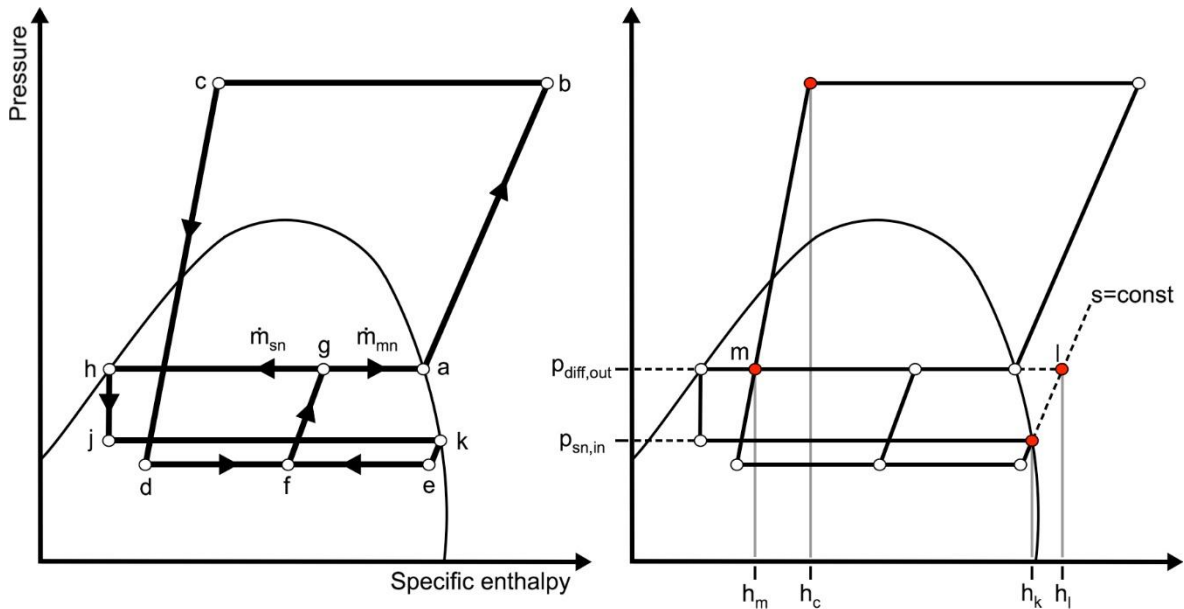 Pressure
c
b
ṁsn
ṁmn
h
g
a
j
k
d
f
e
Specific enthalpy
s=const
m
l
pdiff,out
psn,in
hm
hc
hk
hl